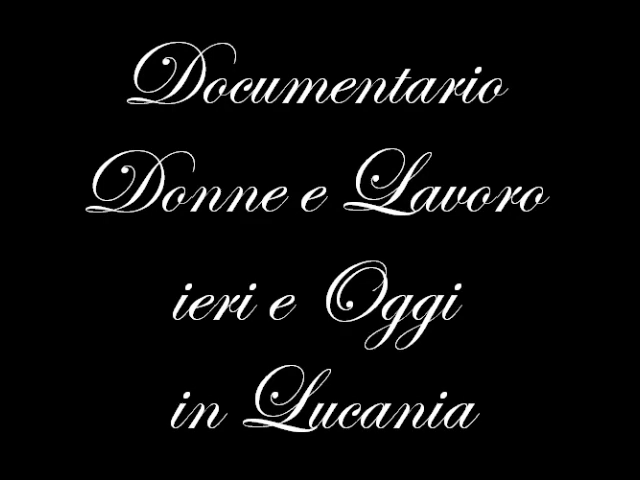 Documentario
Donne e Lavoro
ieri e Oggi
in Lucania